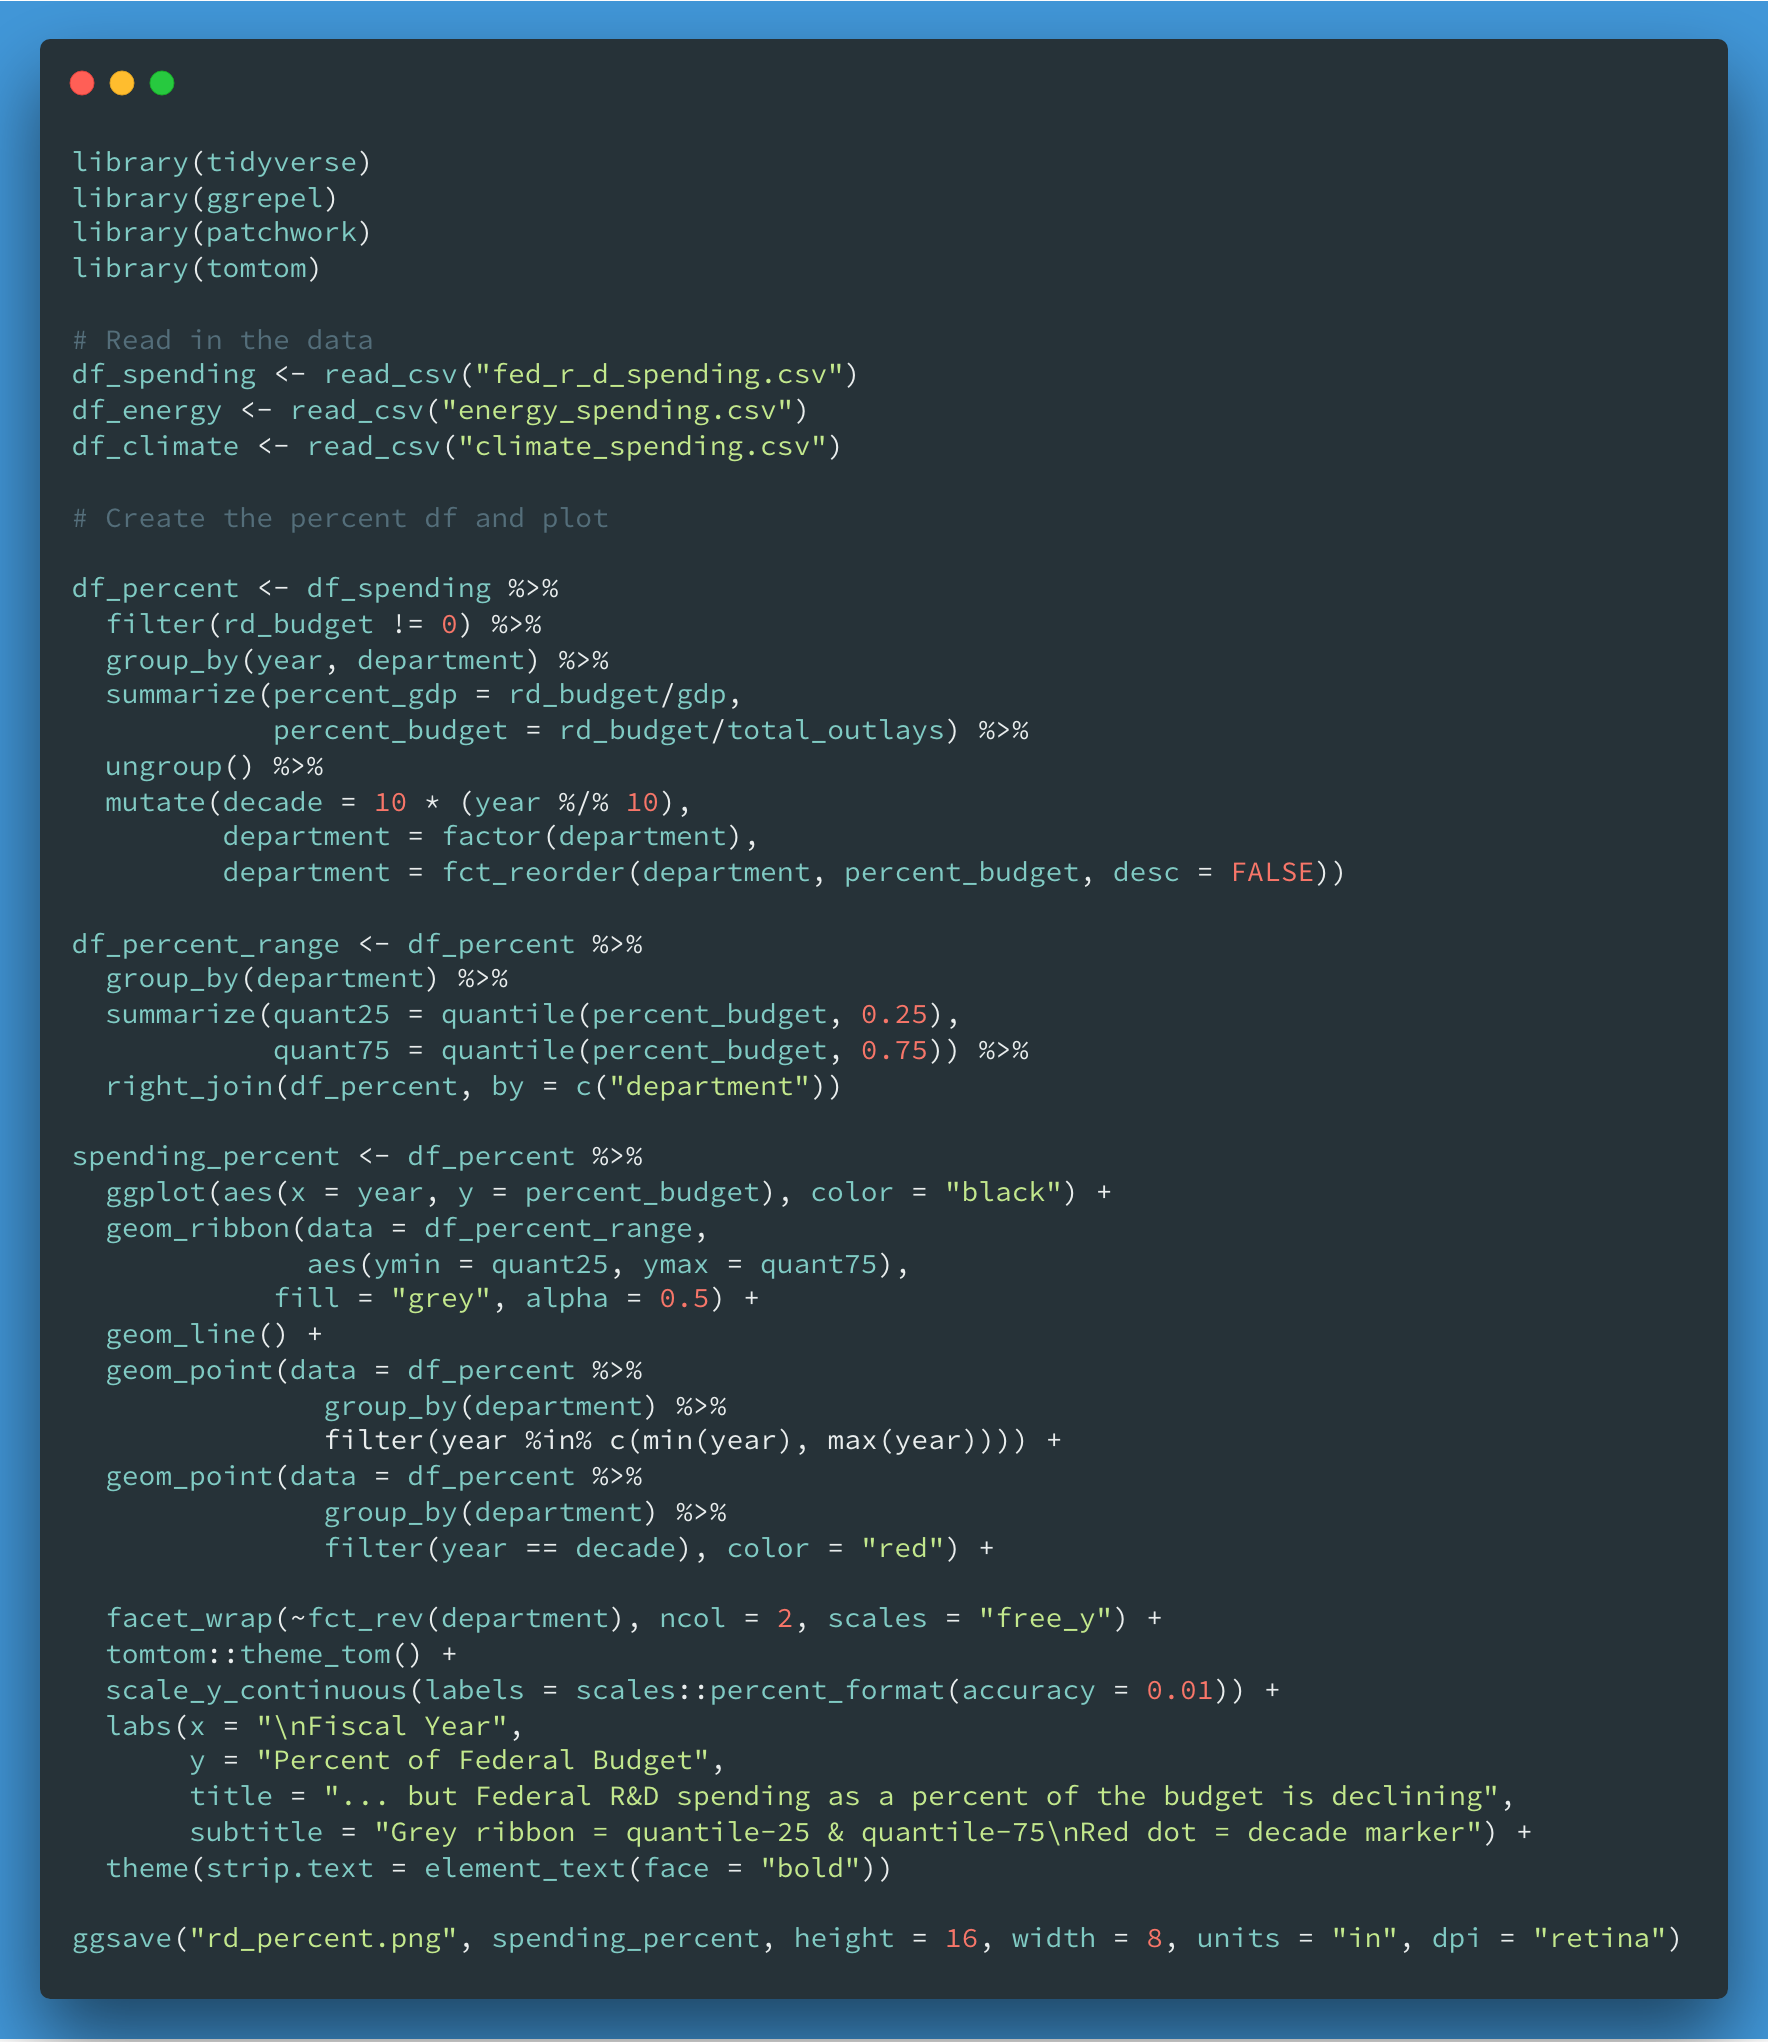 library(tidyverse)
library(ggrepel)
library(patchwork)
library(tomtom)

# Read in the data
df_spending <- read_csv("fed_r_d_spending.csv")
df_energy <- read_csv("energy_spending.csv")
df_climate <- read_csv("climate_spending.csv")

# Create the percent df and plot

df_percent <- df_spending %>%
  filter(rd_budget != 0) %>%
  group_by(year, department) %>%
  summarize(percent_gdp = rd_budget/gdp,
            percent_budget = rd_budget/total_outlays) %>%
  ungroup() %>%
  mutate(decade = 10 * (year %/% 10),
         department = factor(department),
         department = fct_reorder(department, percent_budget, desc = FALSE))

df_percent_range <- df_percent %>%
  group_by(department) %>%
  summarize(quant25 = quantile(percent_budget, 0.25),
            quant75 = quantile(percent_budget, 0.75)) %>%
  right_join(df_percent, by = c("department"))

spending_percent <- df_percent %>%
  ggplot(aes(x = year, y = percent_budget), color = "black") +
  geom_ribbon(data = df_percent_range,
              aes(ymin = quant25, ymax = quant75),
            fill = "grey", alpha = 0.5) +
  geom_line() +
  geom_point(data = df_percent %>%
               group_by(department) %>%
               filter(year %in% c(min(year), max(year)))) +
  geom_point(data = df_percent %>%
               group_by(department) %>%
               filter(year == decade), color = "red") +

  facet_wrap(~fct_rev(department), ncol = 2, scales = "free_y") +
  tomtom::theme_tom() +
  scale_y_continuous(labels = scales::percent_format(accuracy = 0.01)) +
  labs(x = "\nFiscal Year",
       y = "Percent of Federal Budget",
       title = "... but Federal R&D spending as a percent of the budget is declining",
       subtitle = "Grey ribbon = quantile-25 & quantile-75\nRed dot = decade marker") +
  theme(strip.text = element_text(face = "bold"))

ggsave("rd_percent.png", spending_percent, height = 16, width = 8, units = "in", dpi = "retina")